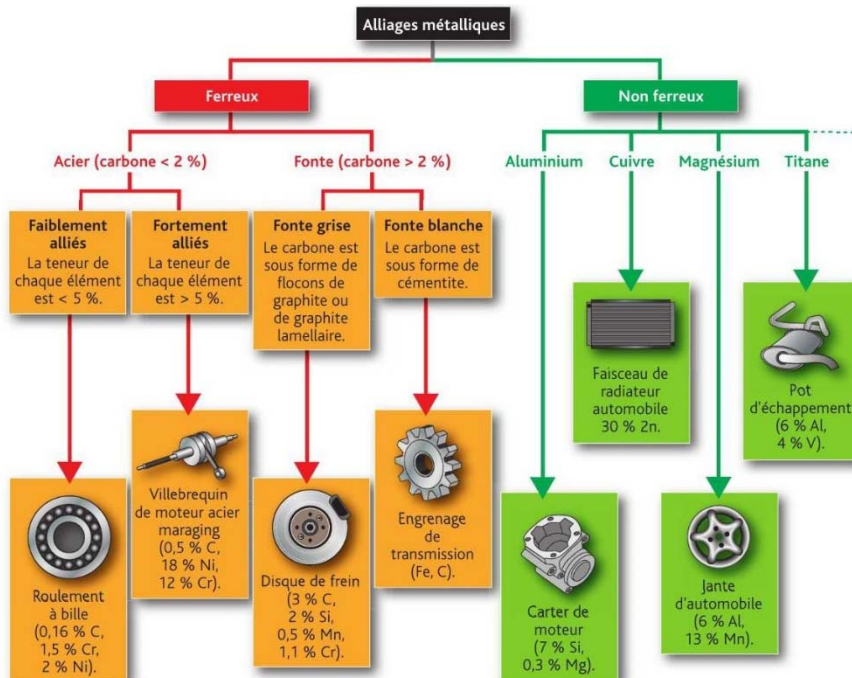 Alliages métalliques
Ferreux
Non ferreux
Acier (carbone < 2 %)
Fonte (carbone > 2 %)
Aluminium
Cuivre
Magnésium
Titane
Faiblement
alliés
La teneur de
chaque élément
est < 5 %.
Fortement
alliés
La teneur de
chaque élément
est > 5 %.
Fonte grise
Le carbone est
sous forme de
flocons de
graphite ou
de graphite
lamellaire.
Fonte blanche
Le carbone est
sous forme de
cémentite.
Faisceau de
radiateur
automobile
30 % 2n.
Pot
d'échappement
(6 % Al,
4 % V).
Villebrequin
de moteur acier
maraging
(0,5 % C,
18 % Ni,
12 % Cr).
Engrenage
de
transmission
(Fe, C).
Roulement
à bille
(0,16 % C,
1,5 % Cr,
2 % Ni).
Disque de frein
(3 % C,
2 % Si,
0,5 % Mn,
1,1 % Cr).
Carter de
moteur
(7 % Si,
0,3 % Mg).
Jante
d'automobile
(6 % Al,
13 % Mn).